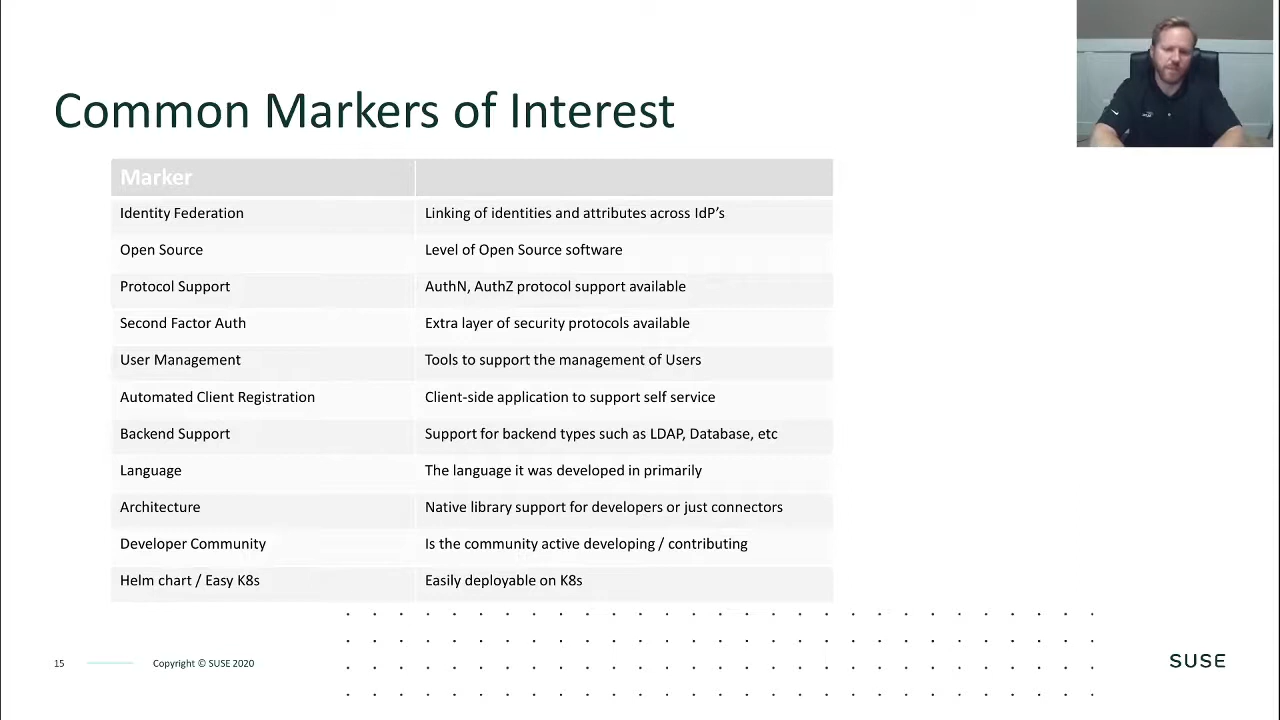 Common Markers of Interest
Marker
Identity Federation Linking of identities and attributes across IdP’s
Open Source Level of Open Source software
Protocol Support AuthN, AuthZ protocol support available
Second Factor Auth Extra layer of security protocols available
User Management Tools to support the management of Users
Automated Client Registration Client-side application to support self service
Backend Support Support for backend types such as LDAP, Database, etc
Language The language it was developed in primarily
Architecture Native library support for developers or just connectors
Developer Community Is the community active developing / contributing
Helm chart / Easy K8s Easily deployable on K8s
15 Copyright © SUSE 2020 SUSE